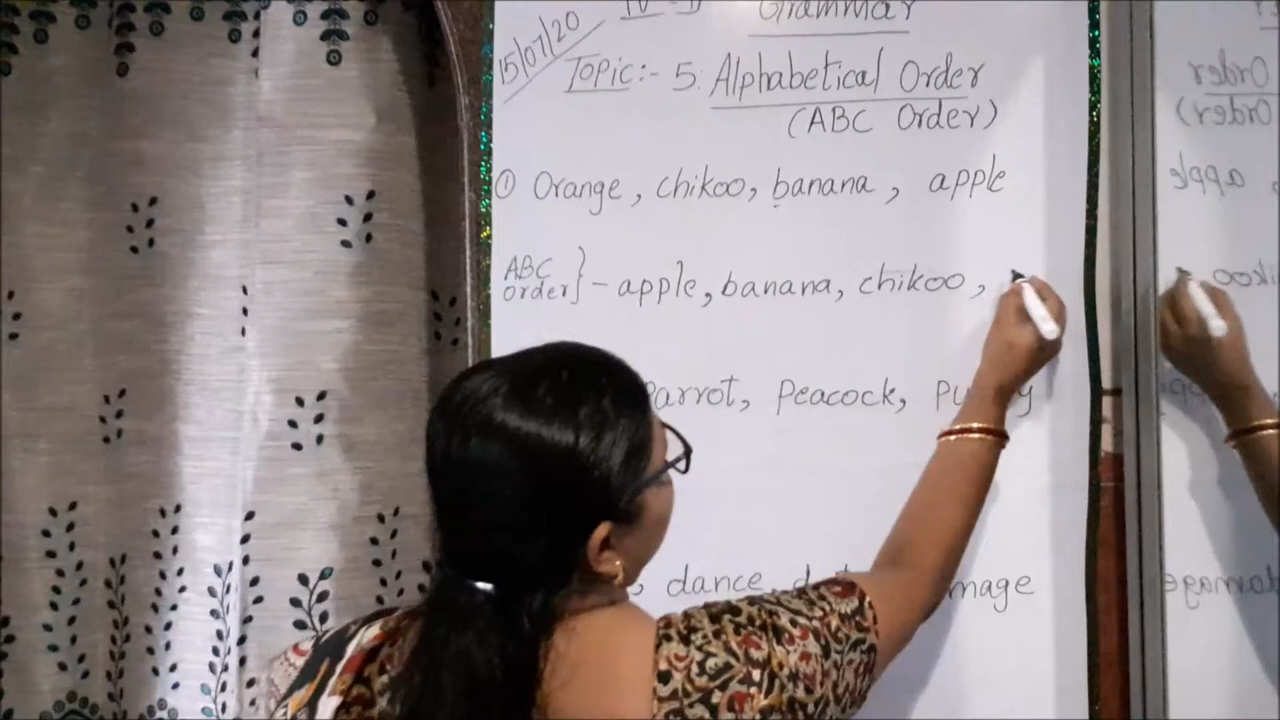 15/07/20
Grammar
Topic:- 5. Alphabetical Order
(ABC Order)
① Orange, chikoo, banana, apple
ABC
order} - apple, banana, chikoo,
Parrot, Peacock,
dance,